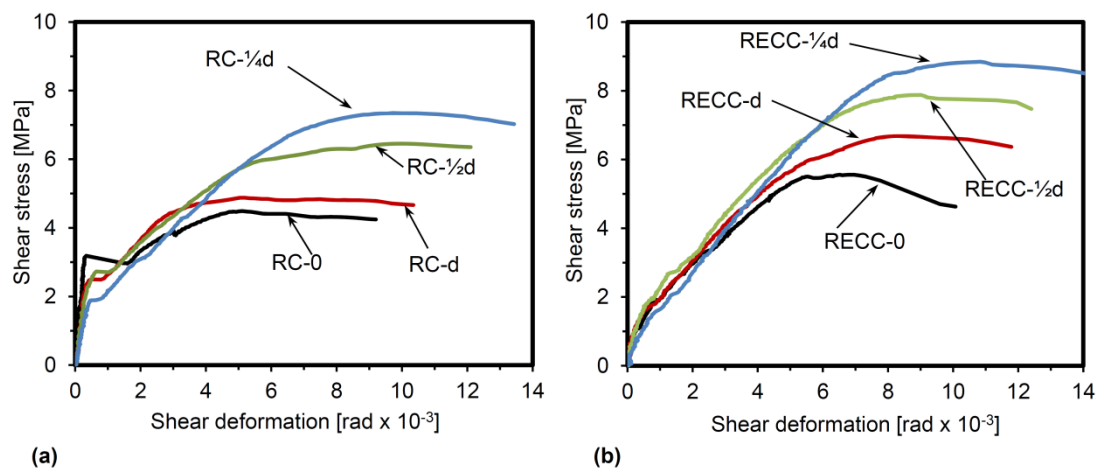 10
8
6
4
2
0
Shear stress [MPa]
RC-¼d
RC-½d
RC-0
RC-d
0 2 4 6 8 10 12 14
Shear deformation [rad x 10⁻³]
(a)
10
8
6
4
2
0
Shear stress [MPa]
RECC-¼d
RECC-d
RECC-½d
RECC-0
0 2 4 6 8 10 12 14
Shear deformation [rad x 10⁻³]
(b)